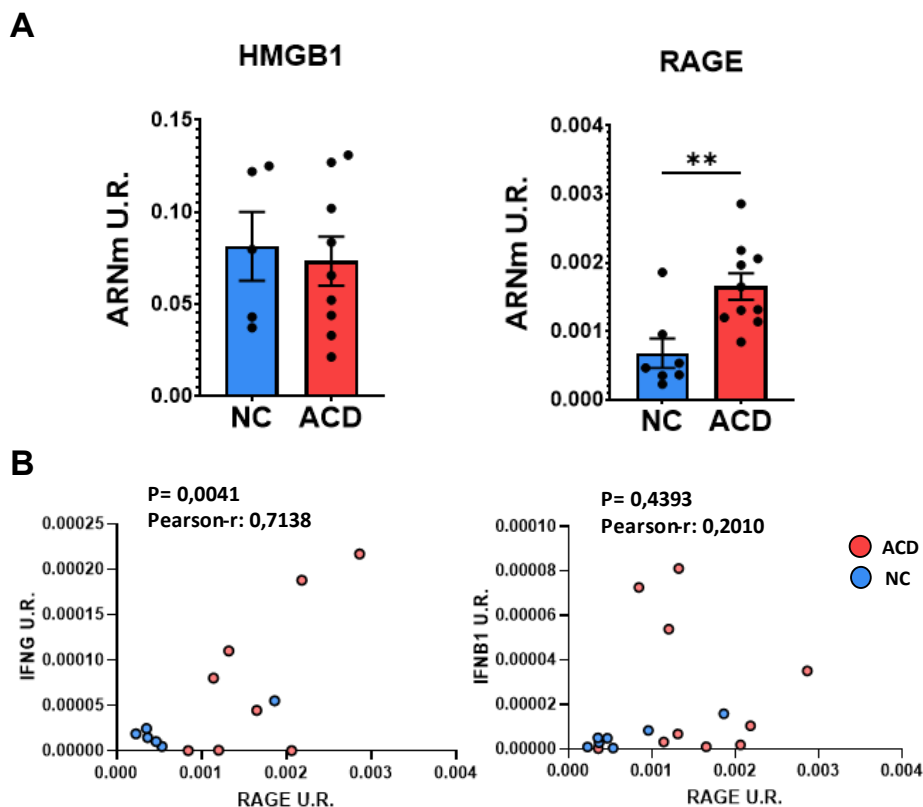 A
HMGB1
ARNm U.R.
0.15
0.10
0.05
0.00
NC ACD
RAGE
ARNm U.R.
0.004
0.003
0.002
0.001
0.000
**
NC ACD
B
P= 0,0041
Pearson-r: 0,7138
IFNG U.R.
0.00025
0.00020
0.00015
0.00010
0.00005
0.00000
0.000 0.001 0.002 0.003 0.004
RAGE U.R.
P= 0,4393
Pearson-r: 0,2010
IFNB1 U.R.
0.00010
0.00008
0.00006
0.00004
0.00002
0.00000
0.000 0.001 0.002 0.003 0.004
RAGE U.R.
ACD
NC